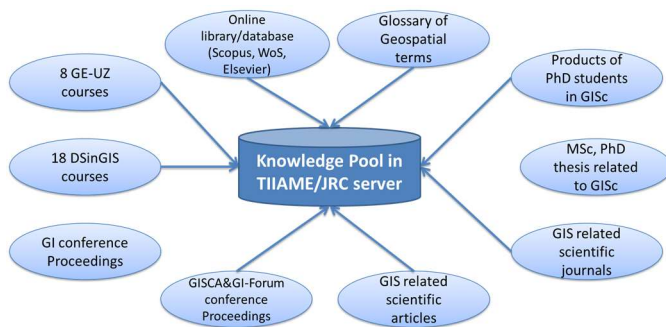 Online
library/database
(Scopus, WoS,
Elsevier)
Glossary of
Geospatial
terms
8 GE-UZ
courses
Products of
PhD students
in GISc
Knowledge Pool in
TIIAME/JRC server
18 DSinGIS
courses
MSc, PhD
thesis related
to GISc
GI conference
Proceedings
GISCA&GI-Forum
conference
Proceedings
GIS related
scientific
articles
GIS related
scientific
journals